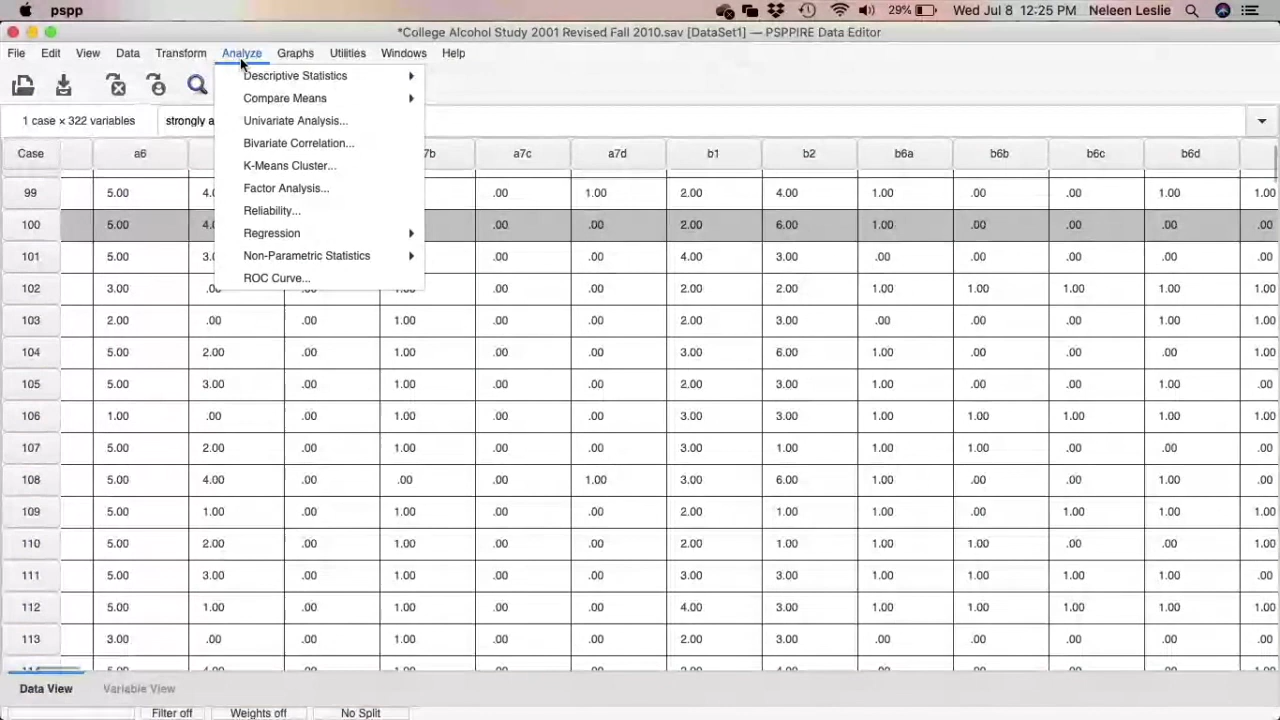 pspp 29% Wed Jul 8 12:25 PM Neleen Leslie
*College Alcohol Study 2001 Revised Fall 2010.sav [DataSet1] — PSPPIRE Data Editor
File Edit View Data Transform Analyze Graphs Utilities Windows Help
Descriptive Statistics
Compare Means
Univariate Analysis...
Bivariate Correlation...
K-Means Cluster...
Factor Analysis...
Reliability...
Regression
Non-Parametric Statistics
ROC Curve...
1 case × 322 variables strongly a
Case a6 7b a7c a7d b1 b2 b6a b6b b6c b6d
99 5.00 4.0 .00 1.00 2.00 4.00 1.00 .00 .00 1.00 1.00
100 5.00 4.0 .00 .00 2.00 6.00 1.00 .00 .00 .00 .00
101 5.00 3.0 .00 .00 4.00 3.00 .00 .00 .00 .00 .00
102 3.00 .00 .00 1.00 .00 .00 2.00 2.00 1.00 1.00 1.00 1.00 1.00
103 2.00 .00 .00 1.00 .00 .00 2.00 3.00 .00 .00 .00 1.00 1.00
104 5.00 2.00 .00 1.00 .00 .00 3.00 6.00 1.00 .00 .00 .00 1.00
105 5.00 3.00 .00 1.00 .00 .00 2.00 3.00 1.00 .00 .00 1.00 .00
106 1.00 .00 .00 1.00 .00 .00 3.00 3.00 1.00 1.00 1.00 1.00 1.00
107 5.00 2.00 .00 1.00 .00 .00 3.00 1.00 1.00 1.00 .00 1.00 .00
108 5.00 4.00 .00 .00 .00 1.00 3.00 6.00 1.00 .00 .00 1.00 .00
109 5.00 1.00 .00 1.00 .00 .00 2.00 1.00 1.00 .00 1.00 1.00 1.00
110 5.00 2.00 .00 1.00 .00 .00 2.00 1.00 1.00 .00 .00 .00 1.00
111 5.00 3.00 .00 1.00 .00 .00 3.00 3.00 1.00 1.00 1.00 1.00 .00
112 5.00 1.00 .00 1.00 .00 .00 4.00 3.00 1.00 1.00 1.00 1.00 1.00
113 3.00 .00 .00 1.00 .00 .00 2.00 3.00 .00 .00 .00 .00 .00
Data View Variable View
Filter off Weights off No Split